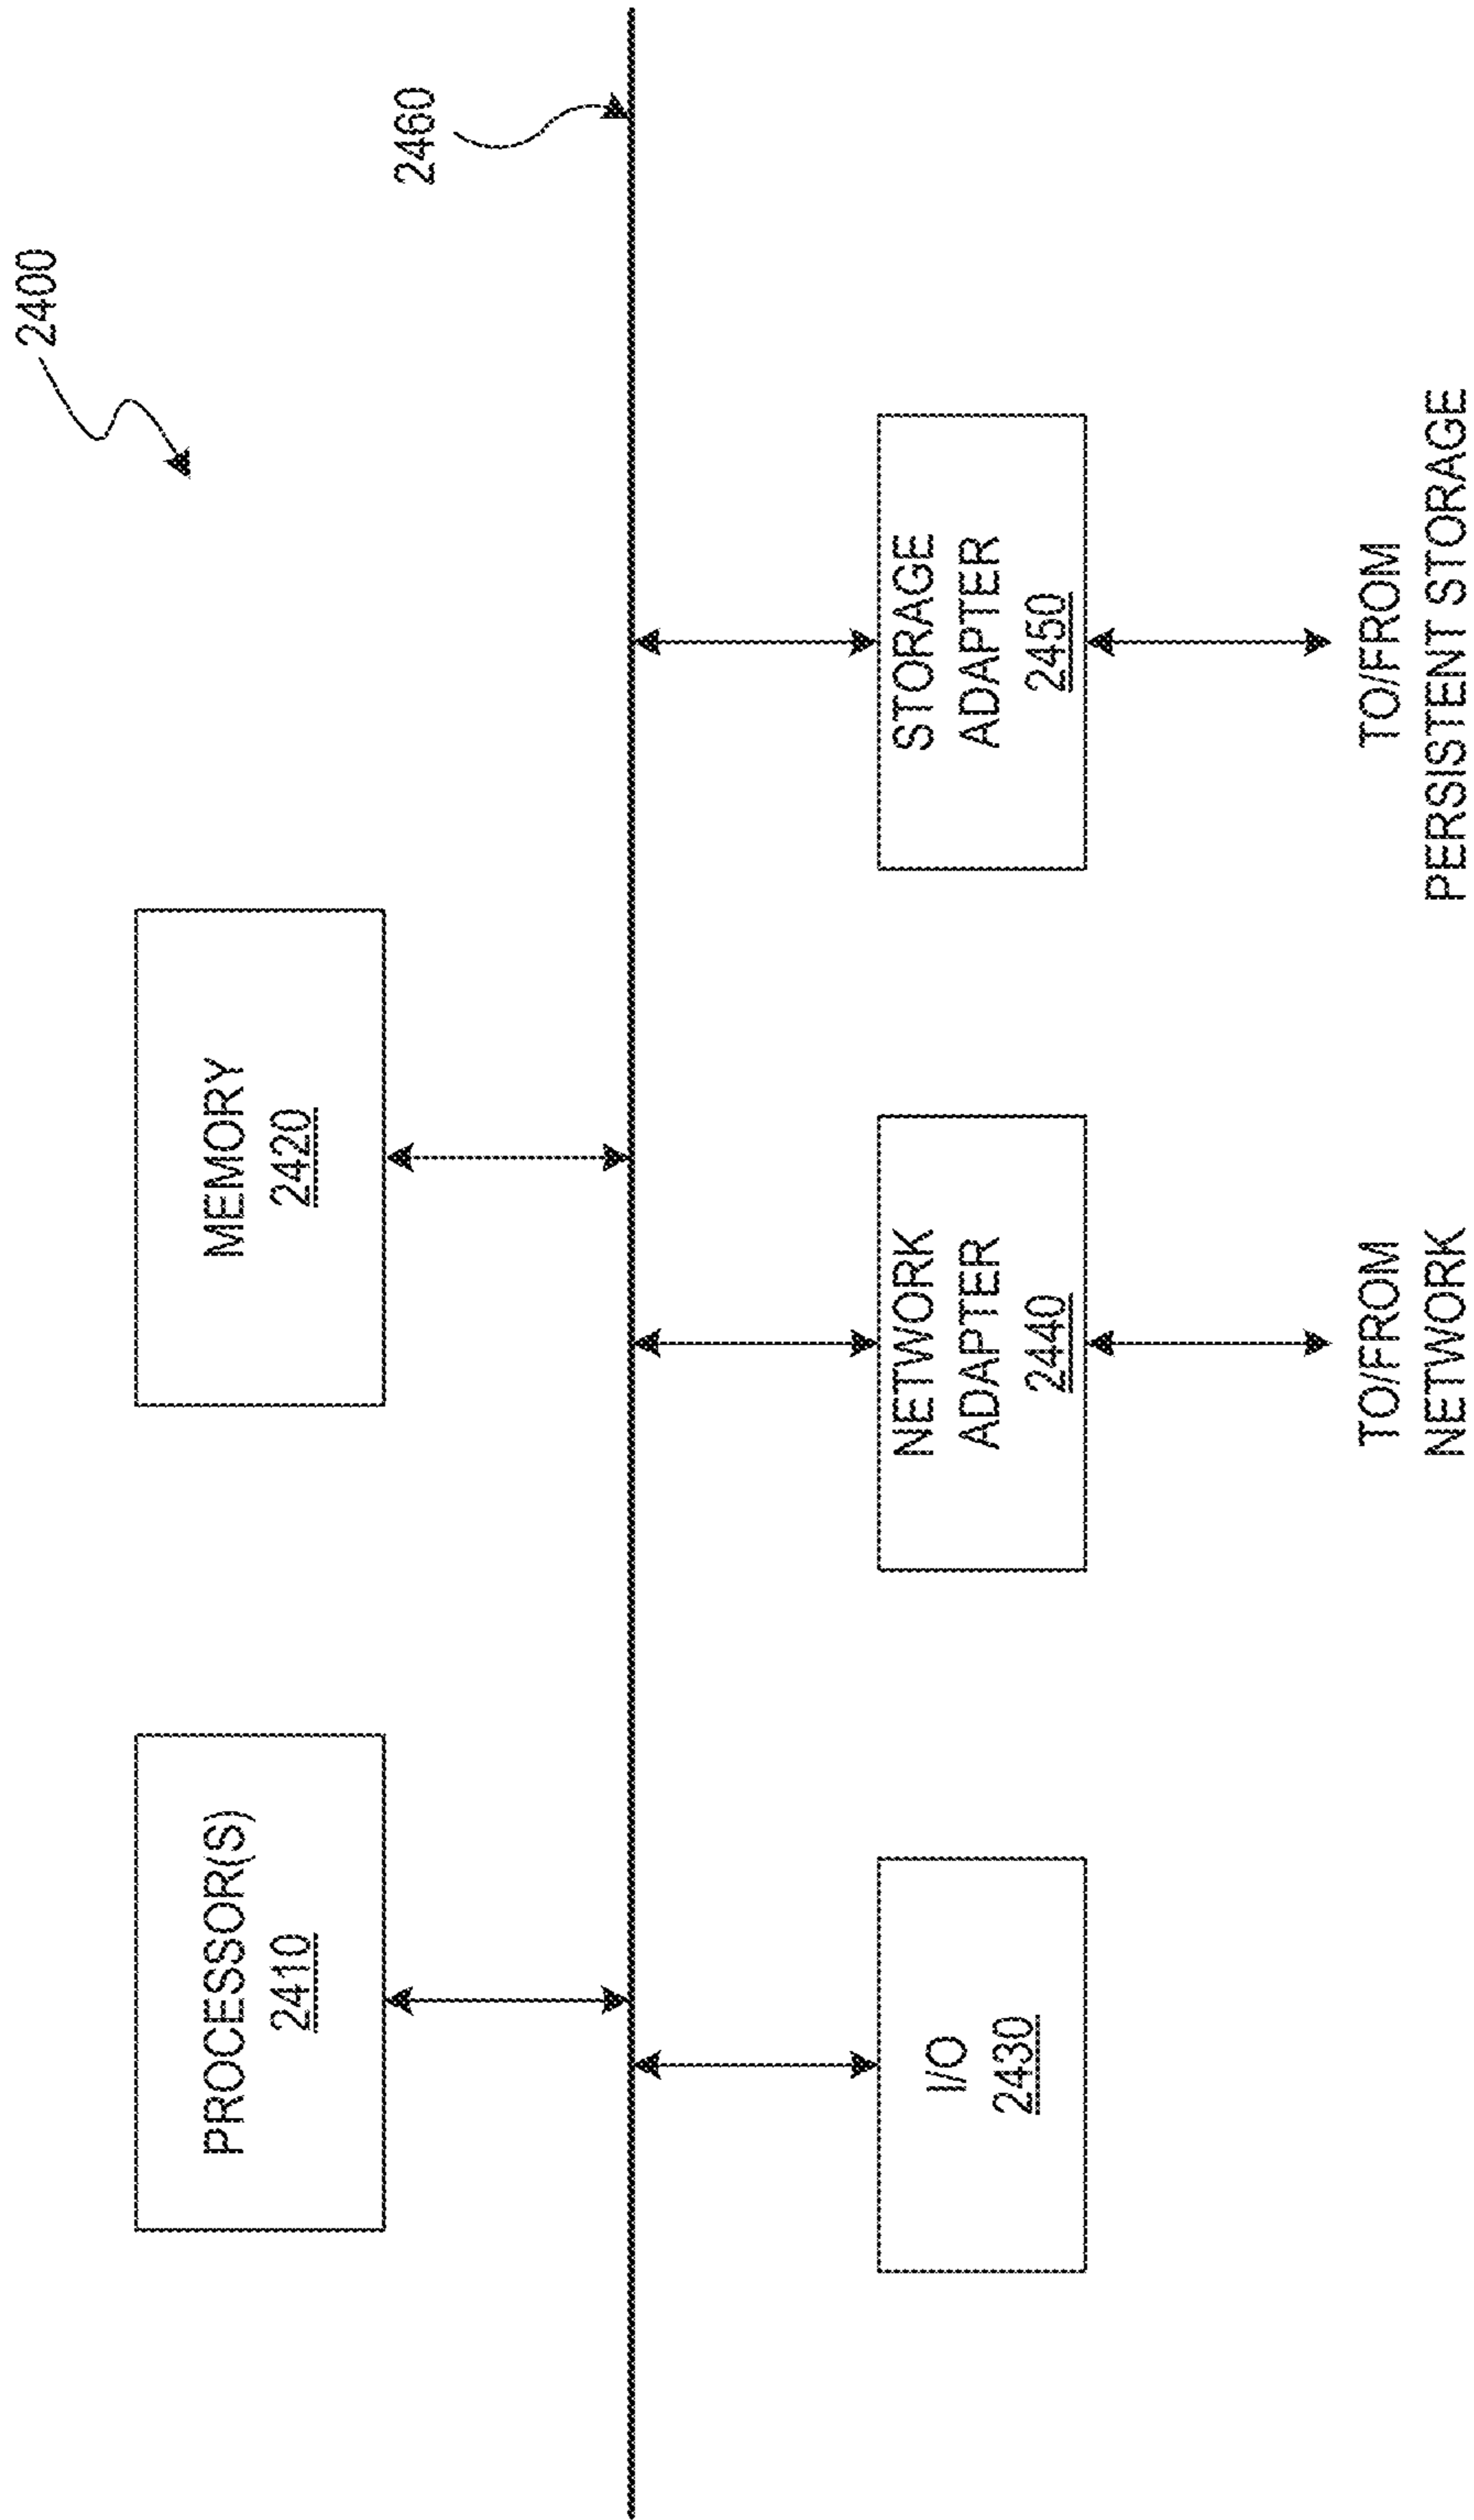 2400
2460
PROCESSOR(S)
2410
MEMORY
2420
I/O
2430
NETWORK
ADAPTER
2440
STORAGE
ADAPTER
2450
TO/FROM
NETWORK
TO/FROM
PERSISTENT STORAGE